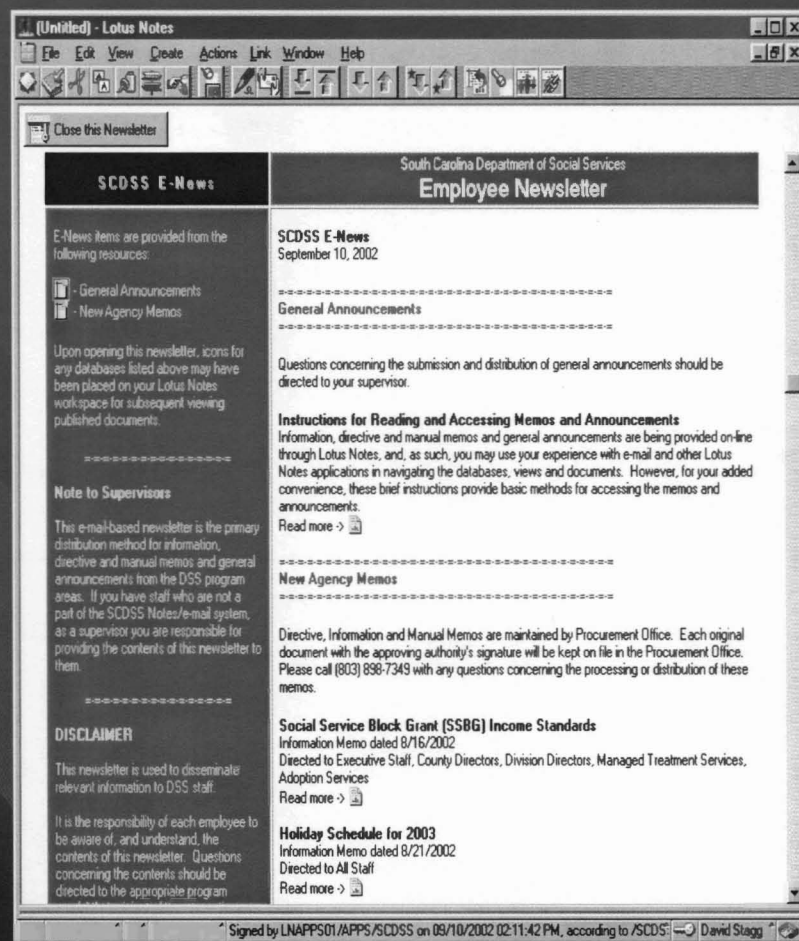 (Untitled) - Lotus Notes
File Edit View Create Actions Link Window Help
Close this Newsletter
SCDSS E-News
E-News items are provided from the
following resources:
- General Announcements
- New Agency Memos
Upon opening this newsletter, icons for
any databases listed above may have
been placed on your Lotus Notes
workspace for subsequent viewing
published documents.
=-=-=-=-=-=-=-=-=-=
Note to Supervisors
This e-mail-based newsletter is the primary
distribution method for information,
directive and manual memos and general
announcements from the DSS program
areas. If you have staff who are not a
part of the SCDSS Notes/e-mail system,
as a supervisor you are responsible for
providing the contents of this newsletter to
them.
=-=-=-=-=-=-=-=-=-=
DISCLAIMER
This newsletter is used to disseminate
relevant information to DSS staff.
It is the responsibility of each employee to
be aware of, and understand, the
contents of this newsletter. Questions
concerning the contents should be
directed to the appropriate program
South Carolina Department of Social Services
Employee Newsletter
SCDSS E-News
September 10, 2002
=-=-=-=-=-=-=-=-=-=-=-=-=-=-=-=-=-=-=-=-=
General Announcements
=-=-=-=-=-=-=-=-=-=-=-=-=-=-=-=-=-=-=-=-=
Questions concerning the submission and distribution of general announcements should be
directed to your supervisor.
Instructions for Reading and Accessing Memos and Announcements
Information, directive and manual memos and general announcements are being provided on-line
through Lotus Notes, and, as such, you may use your experience with e-mail and other Lotus
Notes applications in navigating the databases, views and documents. However, for your added
convenience, these brief instructions provide basic methods for accessing the memos and
announcements.
Read more ->
=-=-=-=-=-=-=-=-=-=-=-=-=-=-=-=-=-=-=-=-=
New Agency Memos
=-=-=-=-=-=-=-=-=-=-=-=-=-=-=-=-=-=-=-=-=
Directive, Information and Manual Memos are maintained by Procurement Office. Each original
document with the approving authority's signature will be kept on file in the Procurement Office.
Please call (803) 898-7349 with any questions concerning the processing or distribution of these
memos.
Social Service Block Grant (SSBG) Income Standards
Information Memo dated 8/16/2002
Directed to Executive Staff, County Directors, Division Directors, Managed Treatment Services,
Adoption Services
Read more ->
Holiday Schedule for 2003
Information Memo dated 8/21/2002
Directed to All Staff
Read more ->
Signed by LNAPPS01/APPS/SCDSS on 09/10/2002 02:11:42 PM, according to /SCDS David Stagg